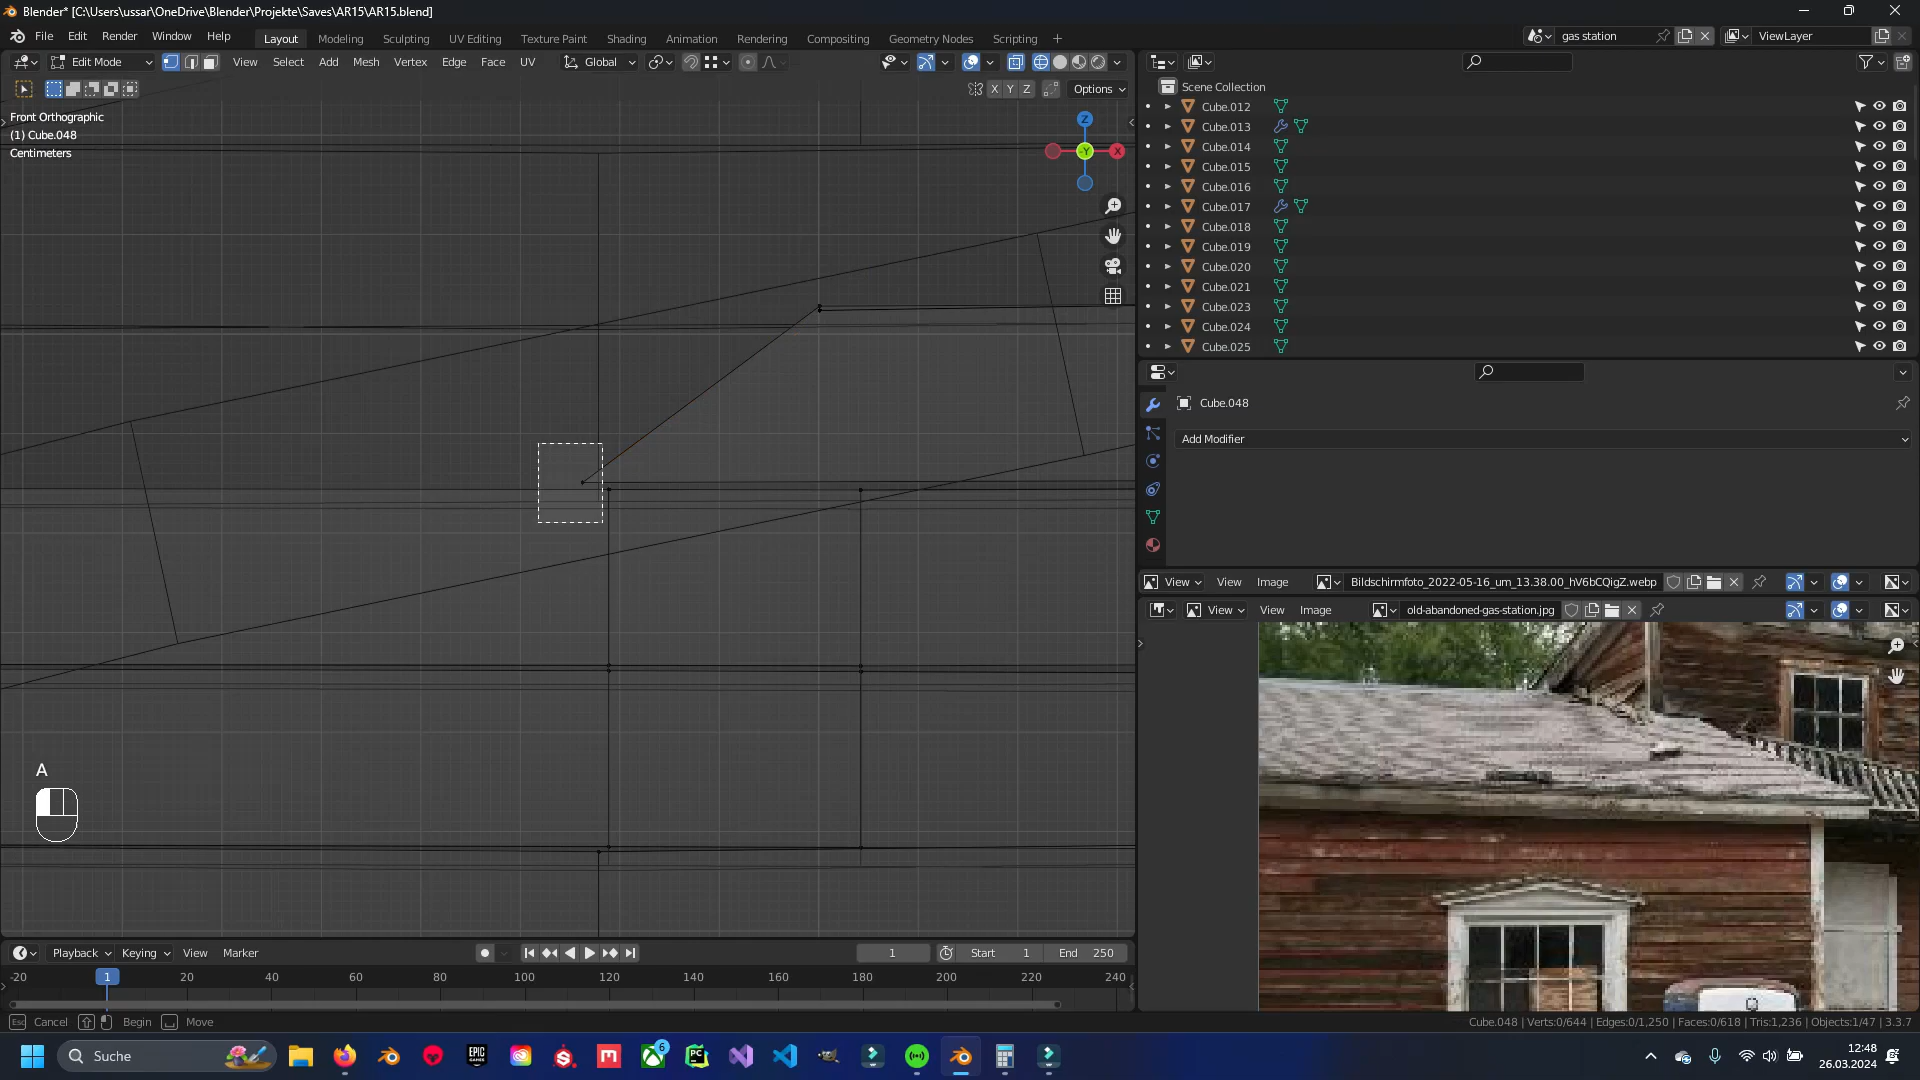 Blender* [C:\Users\ussar\OneDrive\Blender\Projekte\Saves\AR15\AR15.blend]
File Edit Render Window Help Layout Modeling Sculpting UV Editing Texture Paint Shading Animation Rendering Compositing Geometry Nodes Scripting + gas station ViewLayer
Edit Mode View Select Add Mesh Vertex Edge Face UV Global
X Y Z Options
Front Orthographic
(1) Cube.048
Centimeters
Z
-Y X
A
Scene Collection
Cube.012
Cube.013
Cube.014
Cube.015
Cube.016
Cube.017
Cube.018
Cube.019
Cube.020
Cube.021
Cube.023
Cube.024
Cube.025
Cube.048
Add Modifier
View View Image Bildschirmfoto_2022-05-16_um_13.38.00_hV6bCQigZ.webp
View View Image old-abandoned-gas-station.jpg
Playback Keying View Marker 1 Start 1 End 250
-20 1 20 40 60 80 100 120 140 160 180 200 220 240
Esc Cancel Begin Move Cube.048 | Verts:0/644 | Edges:0/1,250 | Faces:0/618 | Tris:1,236 | Objects:1/47 | 3.3.7
Suche EPIC GAMES M 6 PC 12:48
26.03.2024